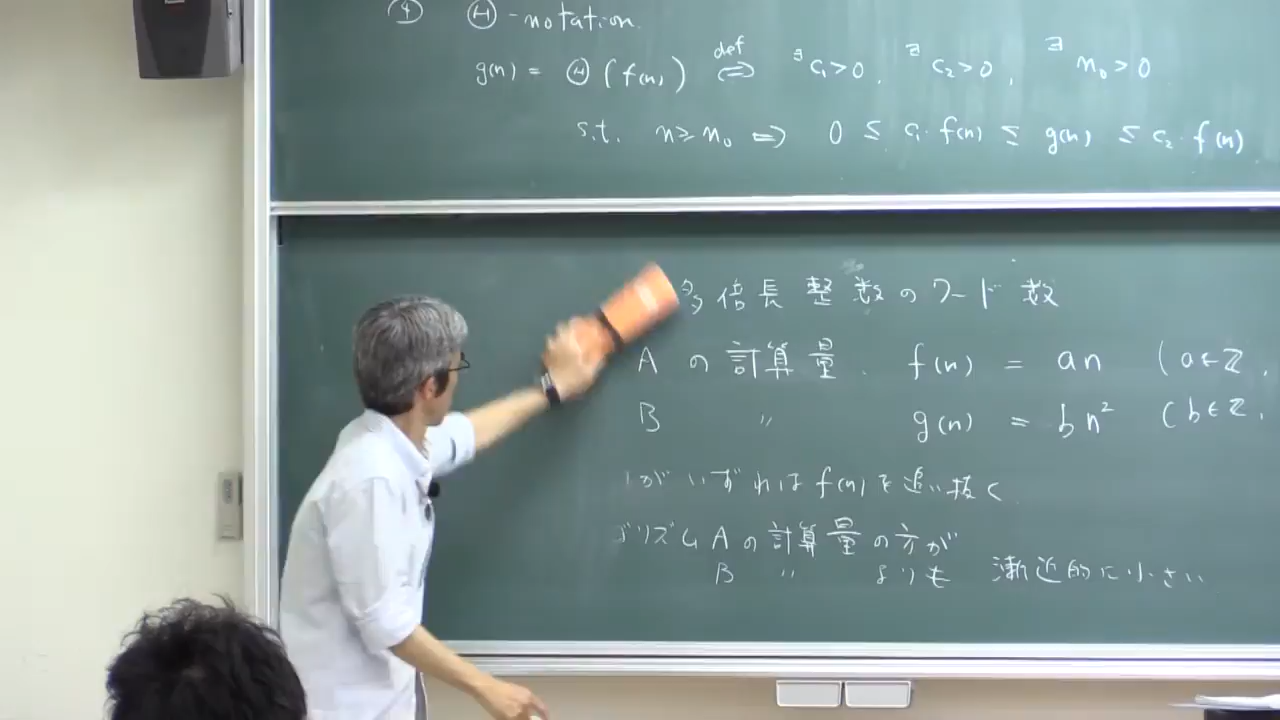 ④ Θ-notation.
g(n) = Θ(f(n)) def ⟺ ∃c₁>0, ∃c₂>0, ∃n₀>0
s.t. n≥n₀ ⟹ 0 ≤ c₁·f(n) ≤ g(n) ≤ c₂·f(n)
多倍長整数のワード数
Aの計算量. f(n) = an (a∈ℤ,
B 〃 g(n) = bn² (b∈ℤ,
がいずれはf(n)を追い抜く
ゴリズムAの計算量の方が
B 〃 よりも 漸近的に小さい